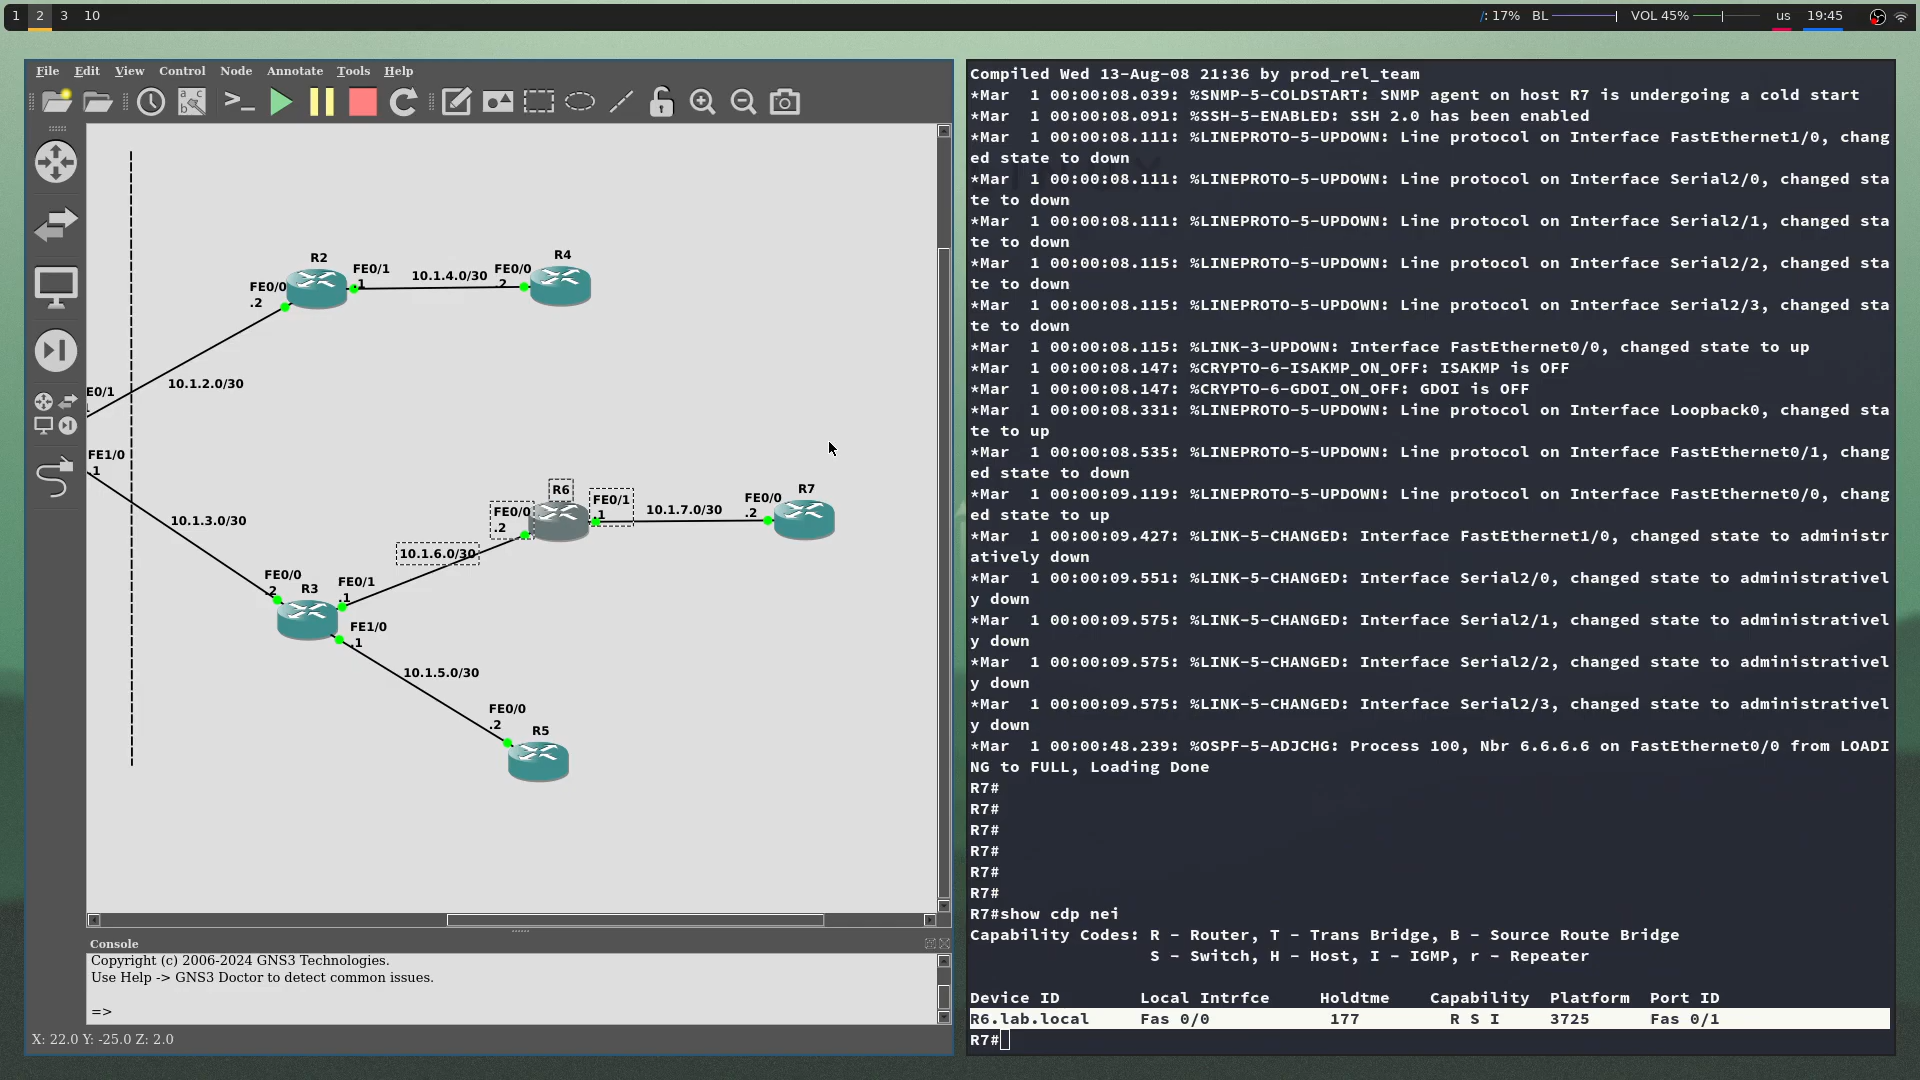 1 2 3 10
/: 17% BL VOL 45% us 19:45
File Edit View Control Node Annotate Tools Help
R2
FE0/1
.1
10.1.4.0/30
FE0/0
.2
R4
FE0/0
.2
10.1.2.0/30
E0/1
FE1/0
.1
10.1.3.0/30
R6
FE0/0
.2
FE0/1
.1
10.1.7.0/30
FE0/0
.2
R7
10.1.6.0/30
FE0/0
.2
R3
FE0/1
.1
FE1/0
.1
10.1.5.0/30
FE0/0
.2
R5
Console
Copyright (c) 2006-2024 GNS3 Technologies.
Use Help -> GNS3 Doctor to detect common issues.
=>
X: 22.0 Y: -25.0 Z: 2.0
Compiled Wed 13-Aug-08 21:36 by prod_rel_team
*Mar  1 00:00:08.039: %SNMP-5-COLDSTART: SNMP agent on host R7 is undergoing a cold start
*Mar  1 00:00:08.091: %SSH-5-ENABLED: SSH 2.0 has been enabled
*Mar  1 00:00:08.111: %LINEPROTO-5-UPDOWN: Line protocol on Interface FastEthernet1/0, chang
ed state to down
*Mar  1 00:00:08.111: %LINEPROTO-5-UPDOWN: Line protocol on Interface Serial2/0, changed sta
te to down
*Mar  1 00:00:08.111: %LINEPROTO-5-UPDOWN: Line protocol on Interface Serial2/1, changed sta
te to down
*Mar  1 00:00:08.115: %LINEPROTO-5-UPDOWN: Line protocol on Interface Serial2/2, changed sta
te to down
*Mar  1 00:00:08.115: %LINEPROTO-5-UPDOWN: Line protocol on Interface Serial2/3, changed sta
te to down
*Mar  1 00:00:08.115: %LINK-3-UPDOWN: Interface FastEthernet0/0, changed state to up
*Mar  1 00:00:08.147: %CRYPTO-6-ISAKMP_ON_OFF: ISAKMP is OFF
*Mar  1 00:00:08.147: %CRYPTO-6-GDOI_ON_OFF: GDOI is OFF
*Mar  1 00:00:08.331: %LINEPROTO-5-UPDOWN: Line protocol on Interface Loopback0, changed sta
te to up
*Mar  1 00:00:08.535: %LINEPROTO-5-UPDOWN: Line protocol on Interface FastEthernet0/1, chang
ed state to down
*Mar  1 00:00:09.119: %LINEPROTO-5-UPDOWN: Line protocol on Interface FastEthernet0/0, chang
ed state to up
*Mar  1 00:00:09.427: %LINK-5-CHANGED: Interface FastEthernet1/0, changed state to administr
atively down
*Mar  1 00:00:09.551: %LINK-5-CHANGED: Interface Serial2/0, changed state to administrativel
y down
*Mar  1 00:00:09.575: %LINK-5-CHANGED: Interface Serial2/1, changed state to administrativel
y down
*Mar  1 00:00:09.575: %LINK-5-CHANGED: Interface Serial2/2, changed state to administrativel
y down
*Mar  1 00:00:09.575: %LINK-5-CHANGED: Interface Serial2/3, changed state to administrativel
y down
*Mar  1 00:00:48.239: %OSPF-5-ADJCHG: Process 100, Nbr 6.6.6.6 on FastEthernet0/0 from LOADI
NG to FULL, Loading Done
R7#
R7#
R7#
R7#
R7#
R7#
R7#show cdp nei
Capability Codes: R - Router, T - Trans Bridge, B - Source Route Bridge
S - Switch, H - Host, I - IGMP, r - Repeater
Device ID Local Intrfce Holdtme Capability Platform Port ID
R6.lab.local Fas 0/0 177 R S I 3725 Fas 0/1
R7#